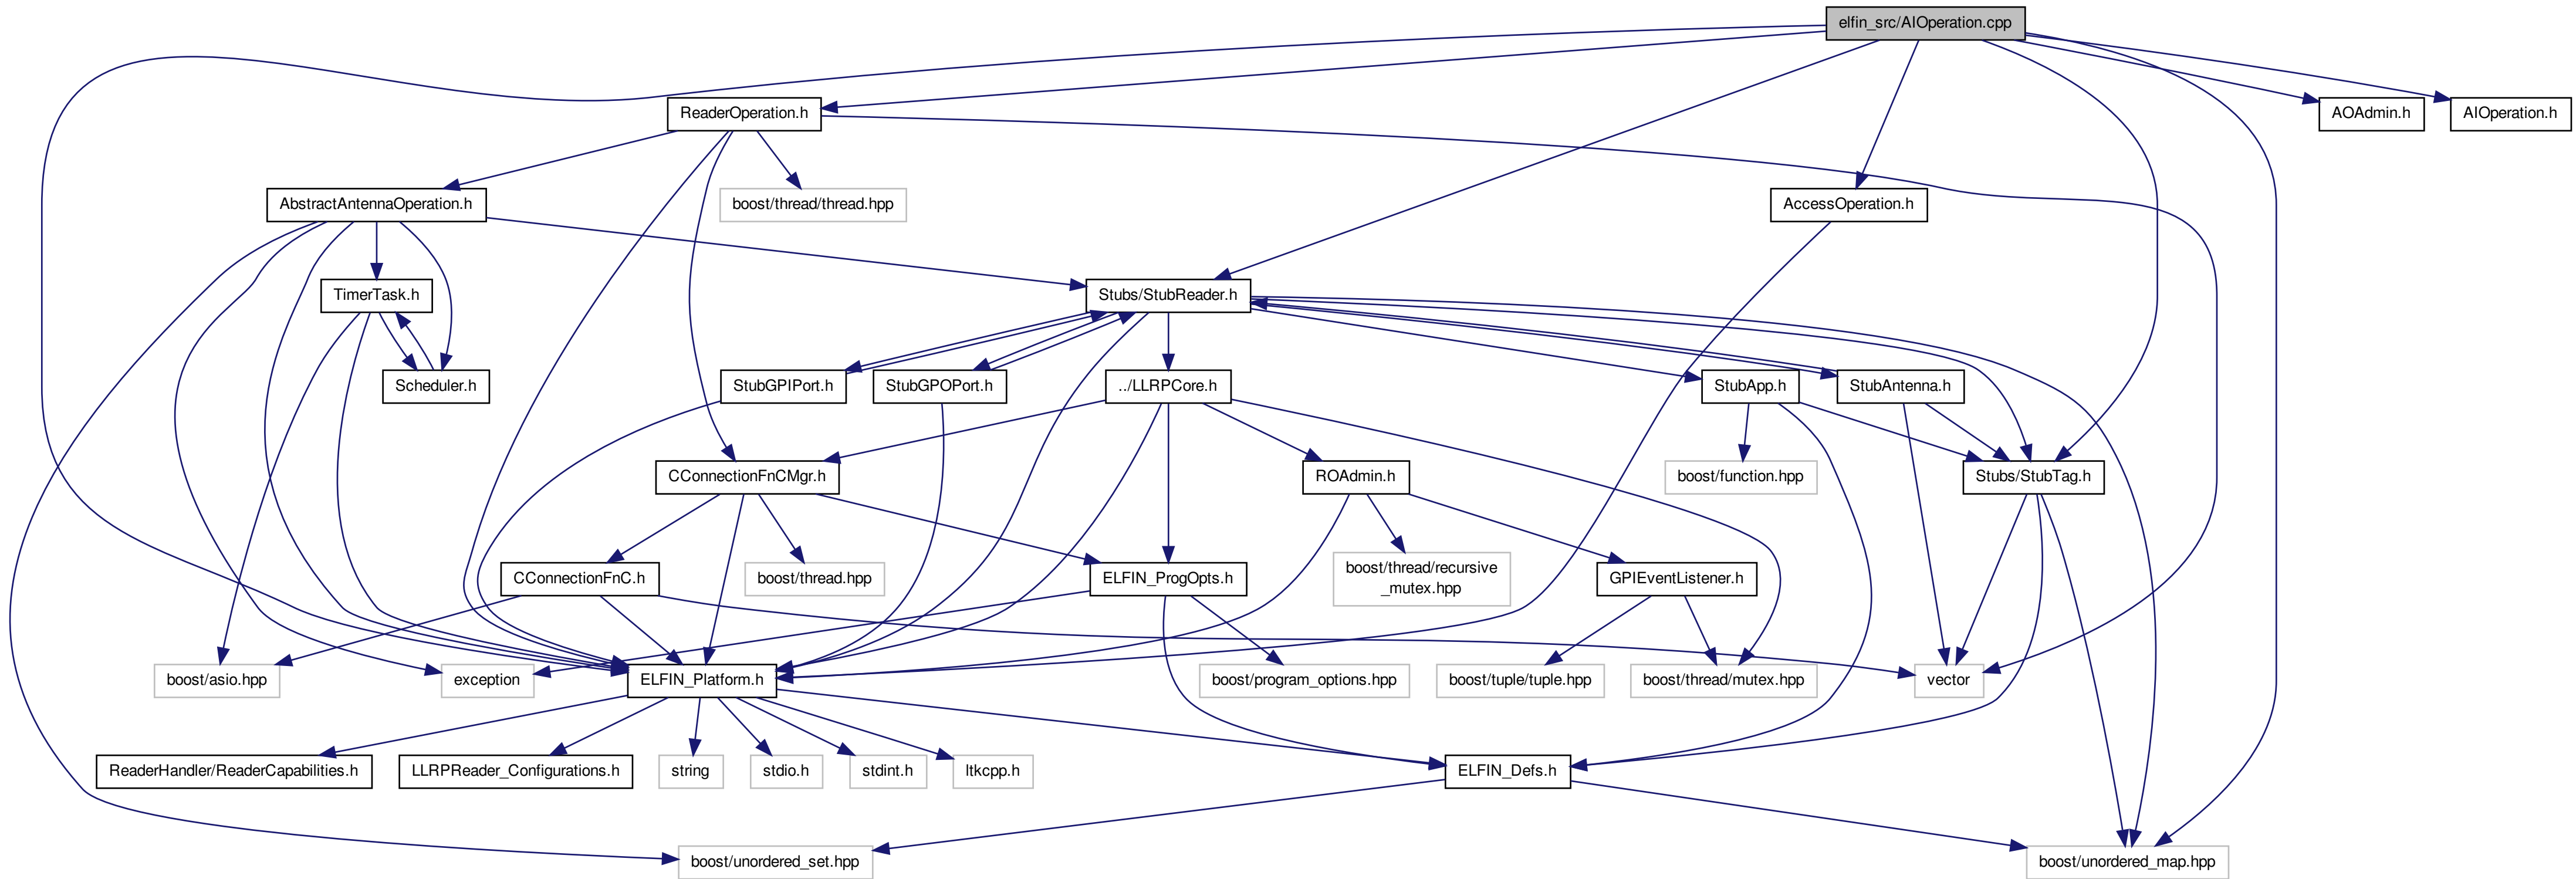 elfin_src/AIOperation.cpp
ReaderOperation.h
AOAdmin.h
AIOperation.h
AbstractAntennaOperation.h
boost/thread/thread.hpp
AccessOperation.h
TimerTask.h
Stubs/StubReader.h
Scheduler.h
StubGPIPort.h
StubGPOPort.h
../LLRPCore.h
StubApp.h
StubAntenna.h
CConnectionFnCMgr.h
ROAdmin.h
boost/function.hpp
Stubs/StubTag.h
CConnectionFnC.h
boost/thread.hpp
ELFIN_ProgOpts.h
boost/thread/recursive
_mutex.hpp
GPIEventListener.h
boost/asio.hpp
exception
ELFIN_Platform.h
boost/program_options.hpp
boost/tuple/tuple.hpp
boost/thread/mutex.hpp
vector
ReaderHandler/ReaderCapabilities.h
LLRPReader_Configurations.h
string
stdio.h
stdint.h
ltkcpp.h
ELFIN_Defs.h
boost/unordered_set.hpp
boost/unordered_map.hpp